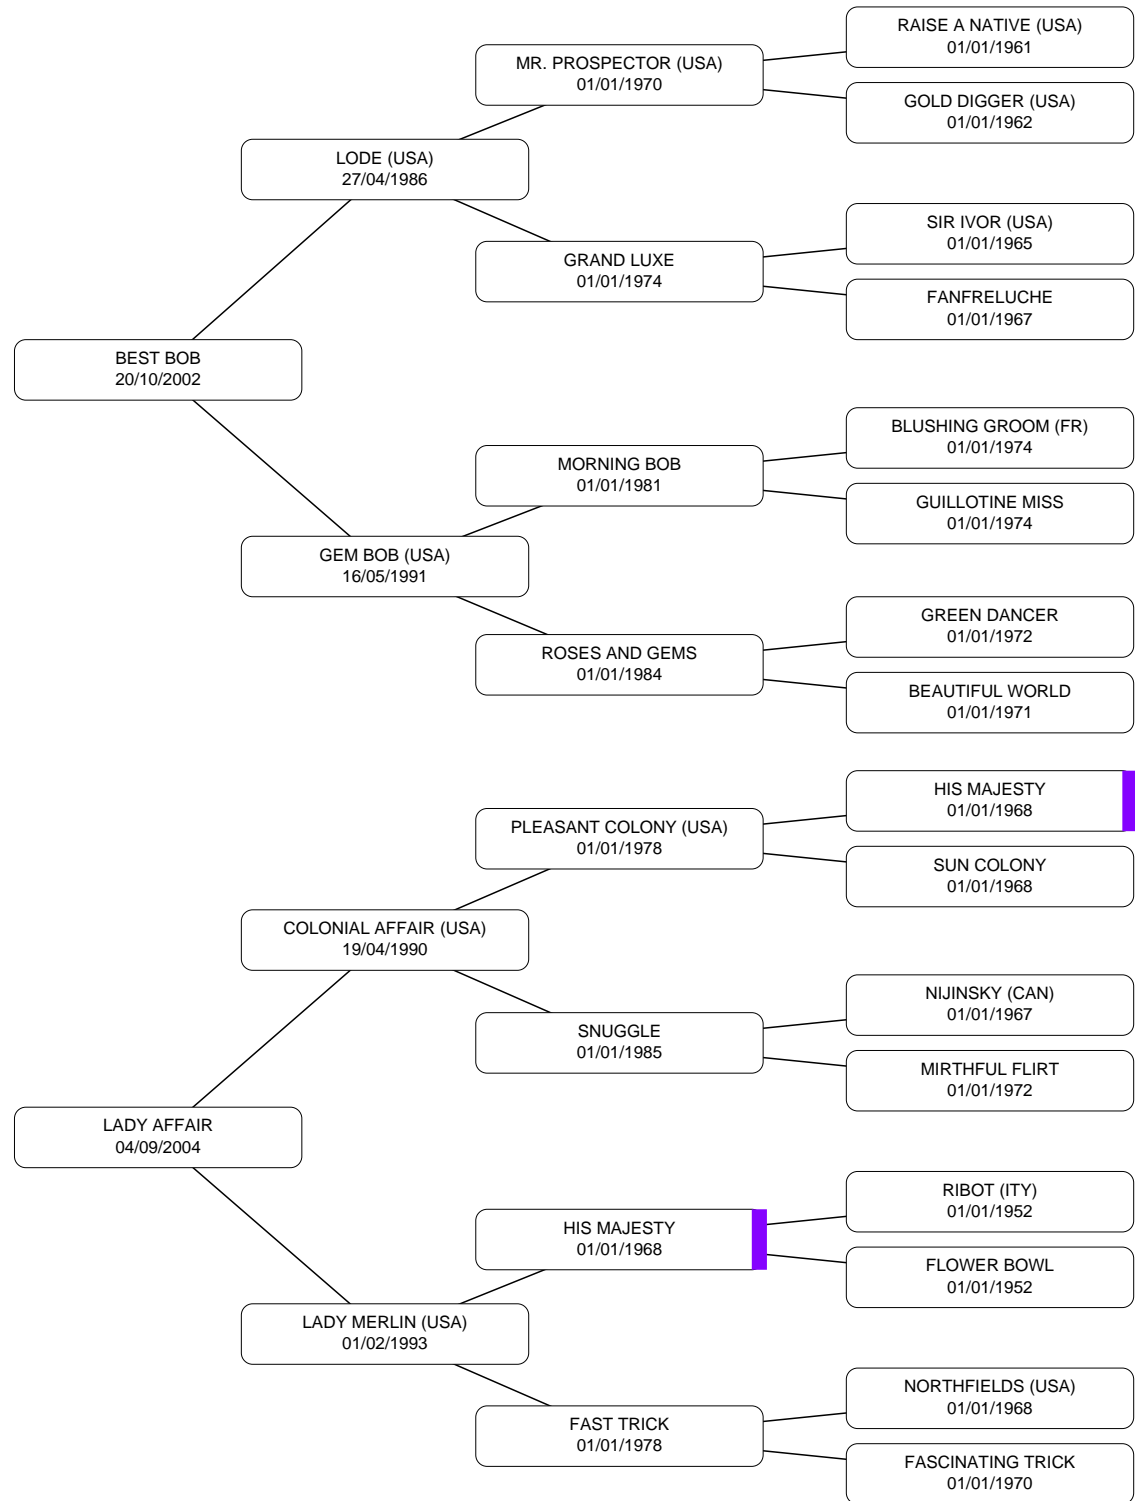 RAISE A NATIVE (USA)
01/01/1961
MR. PROSPECTOR (USA)
01/01/1970
GOLD DIGGER (USA)
01/01/1962
LODE (USA)
27/04/1986
SIR IVOR (USA)
01/01/1965
GRAND LUXE
01/01/1974
FANFRELUCHE
01/01/1967
BEST BOB
20/10/2002
BLUSHING GROOM (FR)
01/01/1974
MORNING BOB
01/01/1981
GUILLOTINE MISS
01/01/1974
GEM BOB (USA)
16/05/1991
GREEN DANCER
01/01/1972
ROSES AND GEMS
01/01/1984
BEAUTIFUL WORLD
01/01/1971
HIS MAJESTY
01/01/1968
PLEASANT COLONY (USA)
01/01/1978
SUN COLONY
01/01/1968
COLONIAL AFFAIR (USA)
19/04/1990
NIJINSKY (CAN)
01/01/1967
SNUGGLE
01/01/1985
MIRTHFUL FLIRT
01/01/1972
LADY AFFAIR
04/09/2004
RIBOT (ITY)
01/01/1952
HIS MAJESTY
01/01/1968
FLOWER BOWL
01/01/1952
LADY MERLIN (USA)
01/02/1993
NORTHFIELDS (USA)
01/01/1968
FAST TRICK
01/01/1978
FASCINATING TRICK
01/01/1970